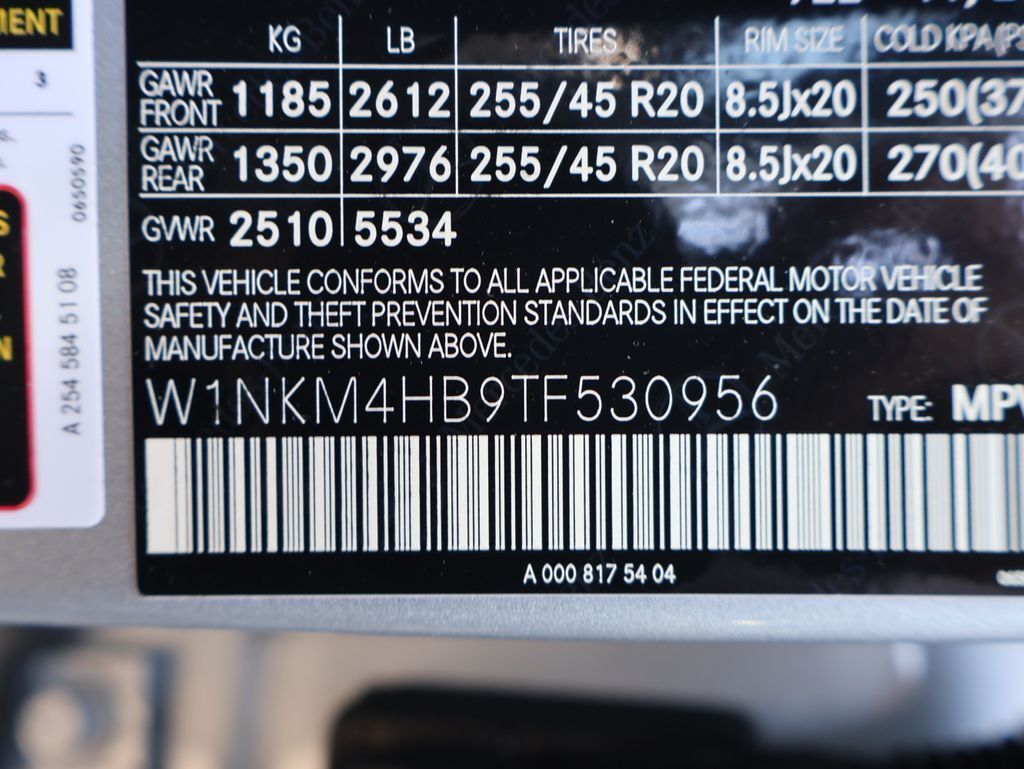 3
0650590
A 254 584 51 08
KG LB TIRES RIM SIZE COLD KPA(P
GAWR FRONT 1185 2612 255/45 R20 8.5Jx20 250(37
GAWR REAR 1350 2976 255/45 R20 8.5Jx20 270(40
GVWR 2510 5534
THIS VEHICLE CONFORMS TO ALL APPLICABLE FEDERAL MOTOR VEHICLE
SAFETY AND THEFT PREVENTION STANDARDS IN EFFECT ON THE DATE OF
MANUFACTURE SHOWN ABOVE.
W1NKM4HB9TF530956 TYPE: MPV
A 000 817 54 04